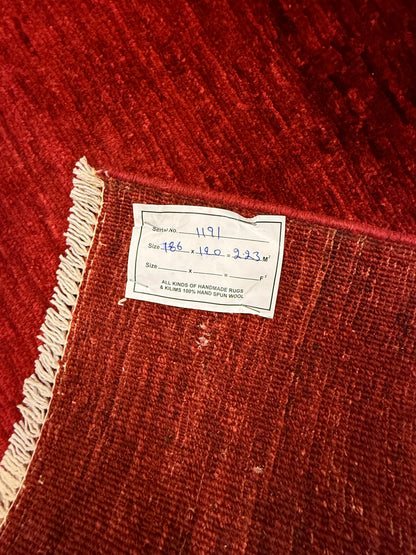 Serial No. 1191
Size 186 x 120 = 2.23 M²
Size x = F²
ALL KINDS OF HANDMADE RUGS
& KILIMS 100% HAND SPUN WOOL